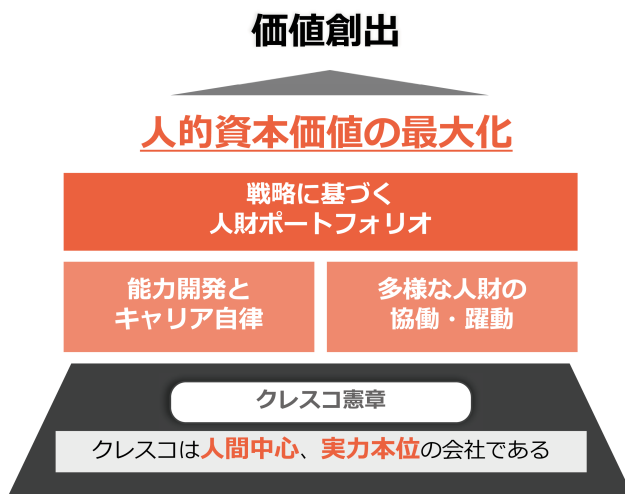 価値創出
人的資本価値の最大化
戦略に基づく
人財ポートフォリオ
能力開発と
キャリア自律
多様な人財の
協働・躍動
クレスコ憲章
クレスコは人間中心、実力本位の会社である